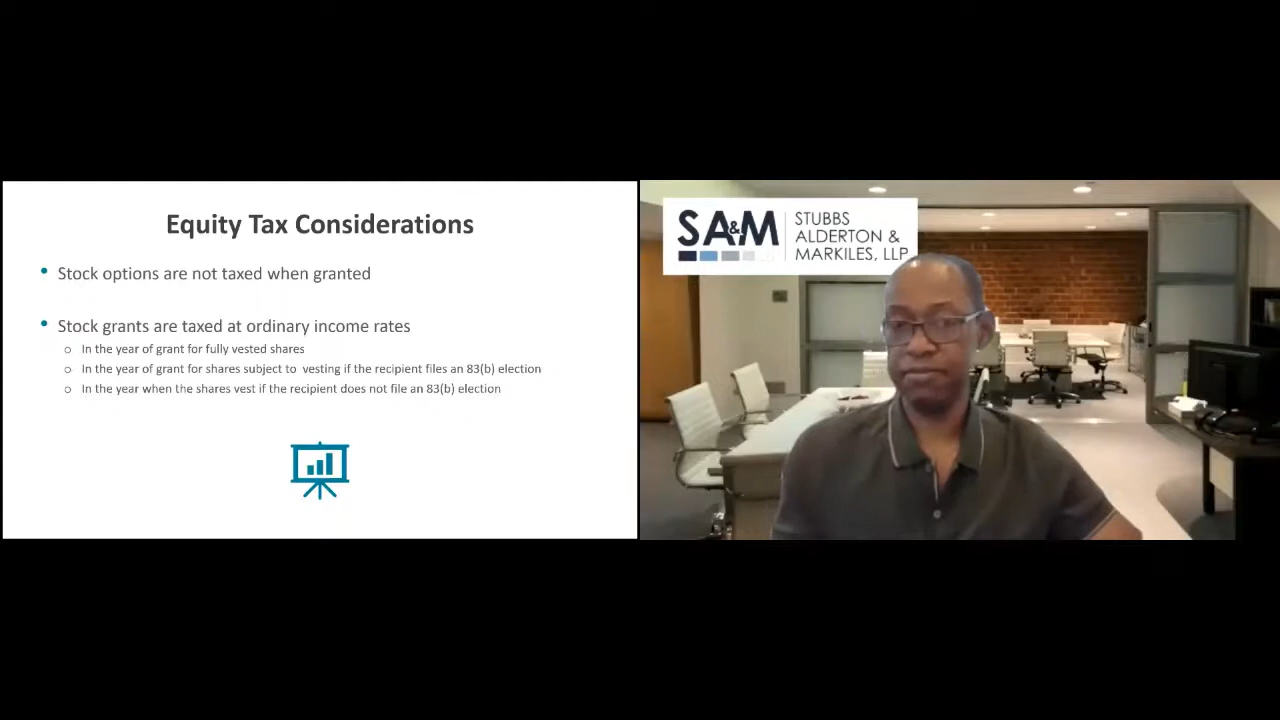 Equity Tax Considerations
• Stock options are not taxed when granted
• Stock grants are taxed at ordinary income rates
o In the year of grant for fully vested shares
o In the year of grant for shares subject to vesting if the recipient files an 83(b) election
o In the year when the shares vest if the recipient does not file an 83(b) election
SA&M
STUBBS
ALDERTON &
MARKILES, LLP